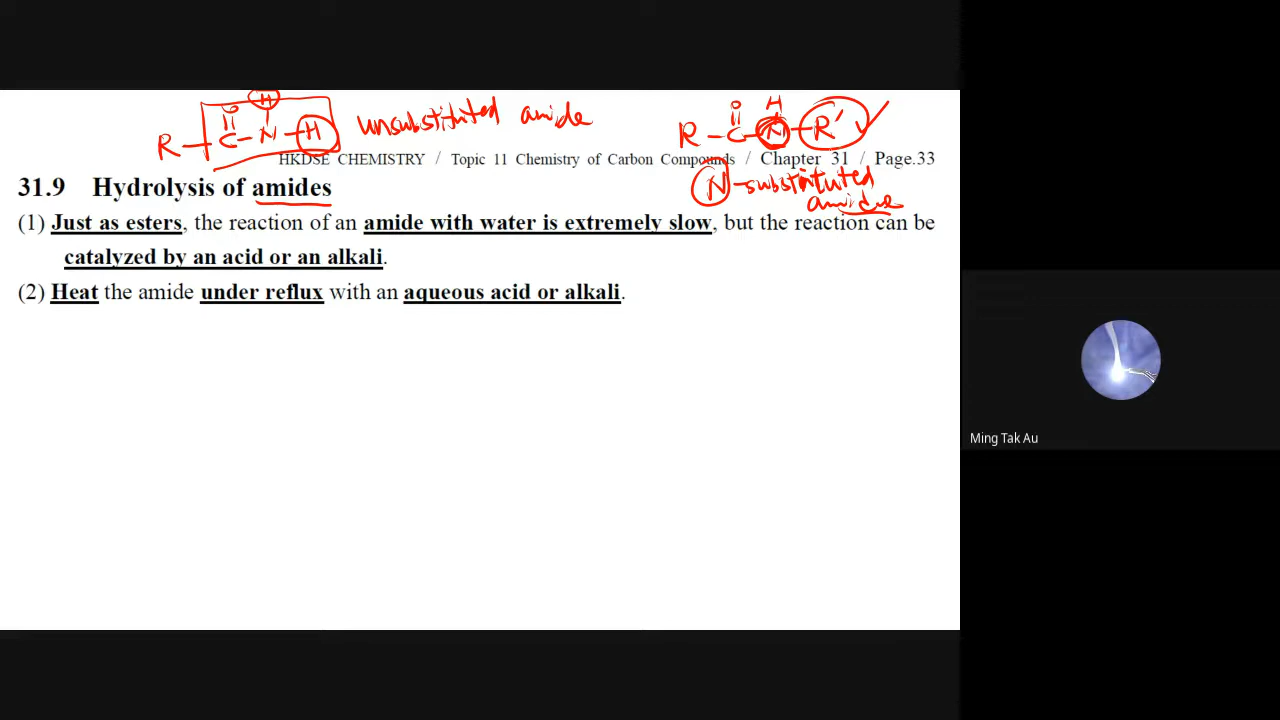 O H O H
R – C – N – H unsubstituted amide R – C – N – R′ ✓
HKDSE CHEMISTRY / Topic 11 Chemistry of Carbon Compounds / Chapter 31 / Page.33
N-substituted
amide
31.9 Hydrolysis of amides
(1) Just as esters, the reaction of an amide with water is extremely slow, but the reaction can be
catalyzed by an acid or an alkali.
(2) Heat the amide under reflux with an aqueous acid or alkali.
Ming Tak Au